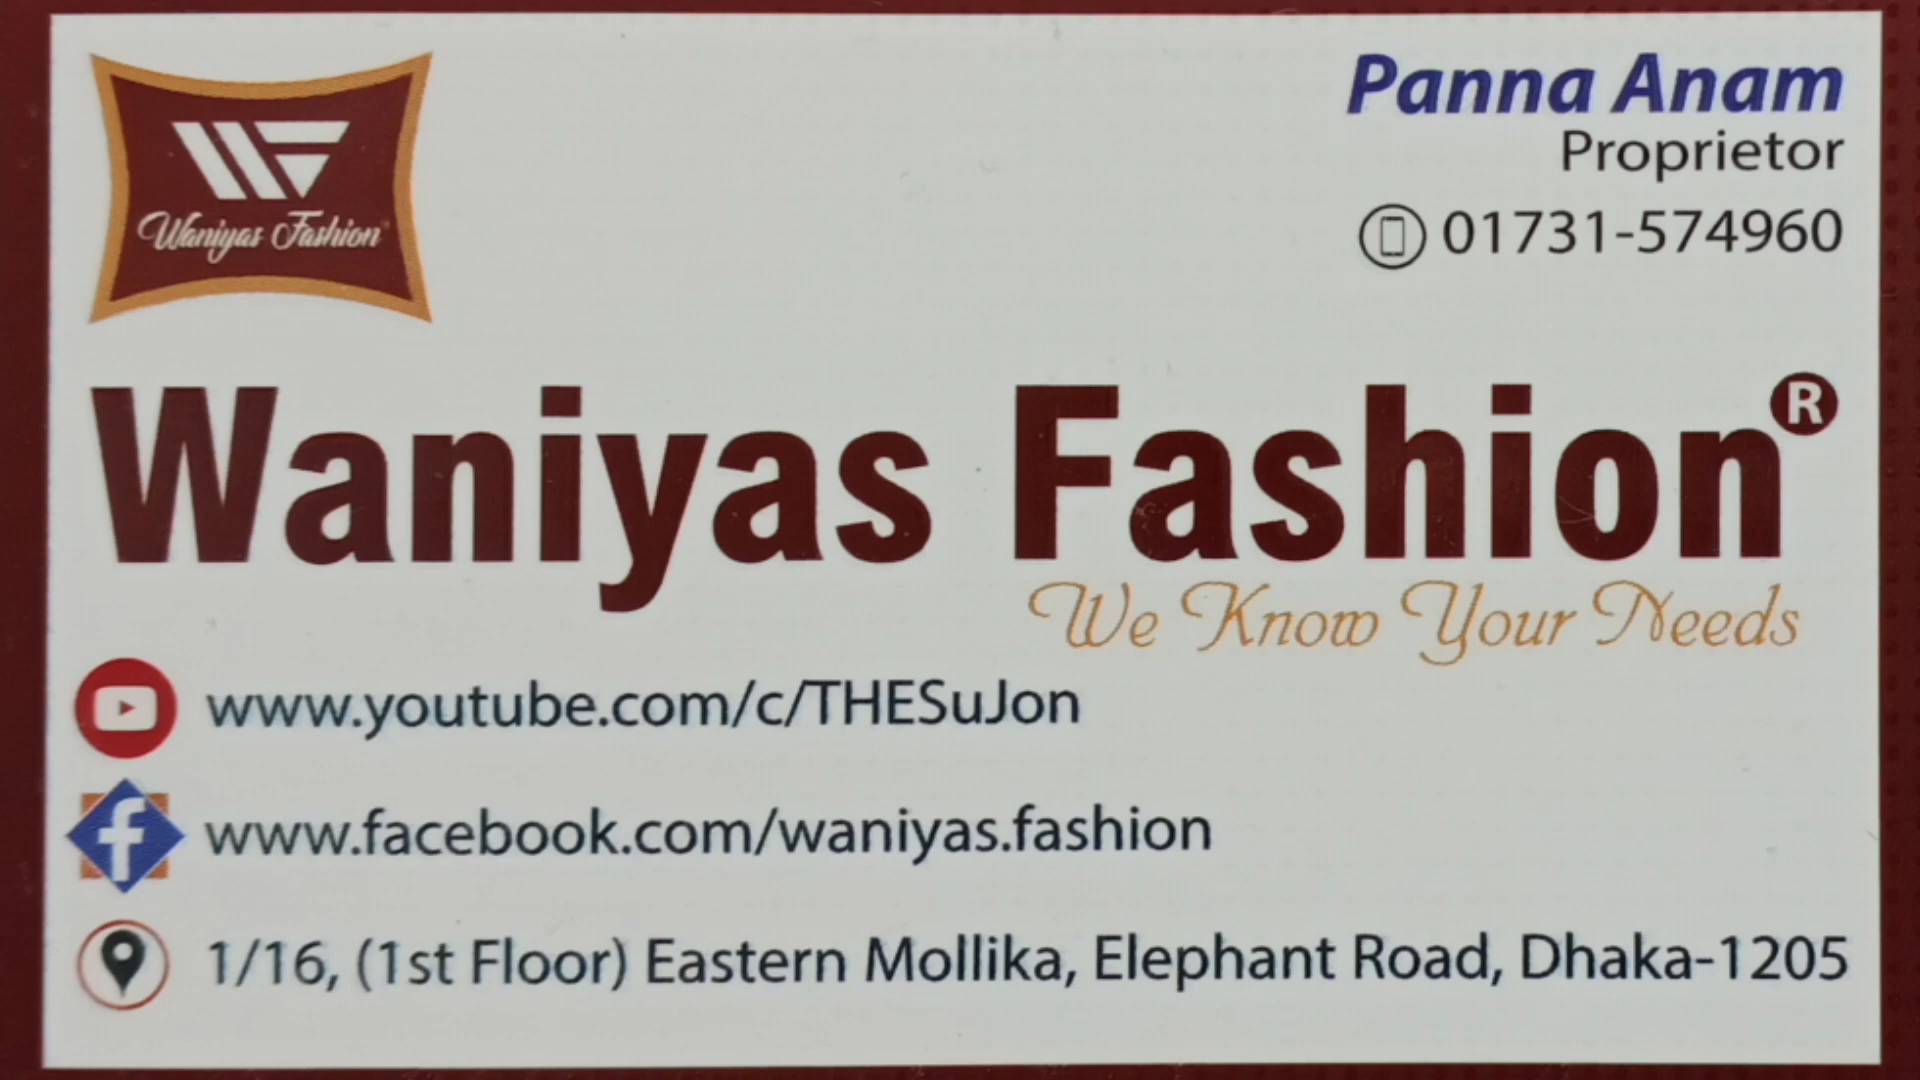 Waniyas Fashion
Panna Anam
Proprietor
01731-574960
Waniyas Fashion®
We Know Your Needs
www.youtube.com/c/THESuJon
www.facebook.com/waniyas.fashion
1/16, (1st Floor) Eastern Mollika, Elephant Road, Dhaka-1205